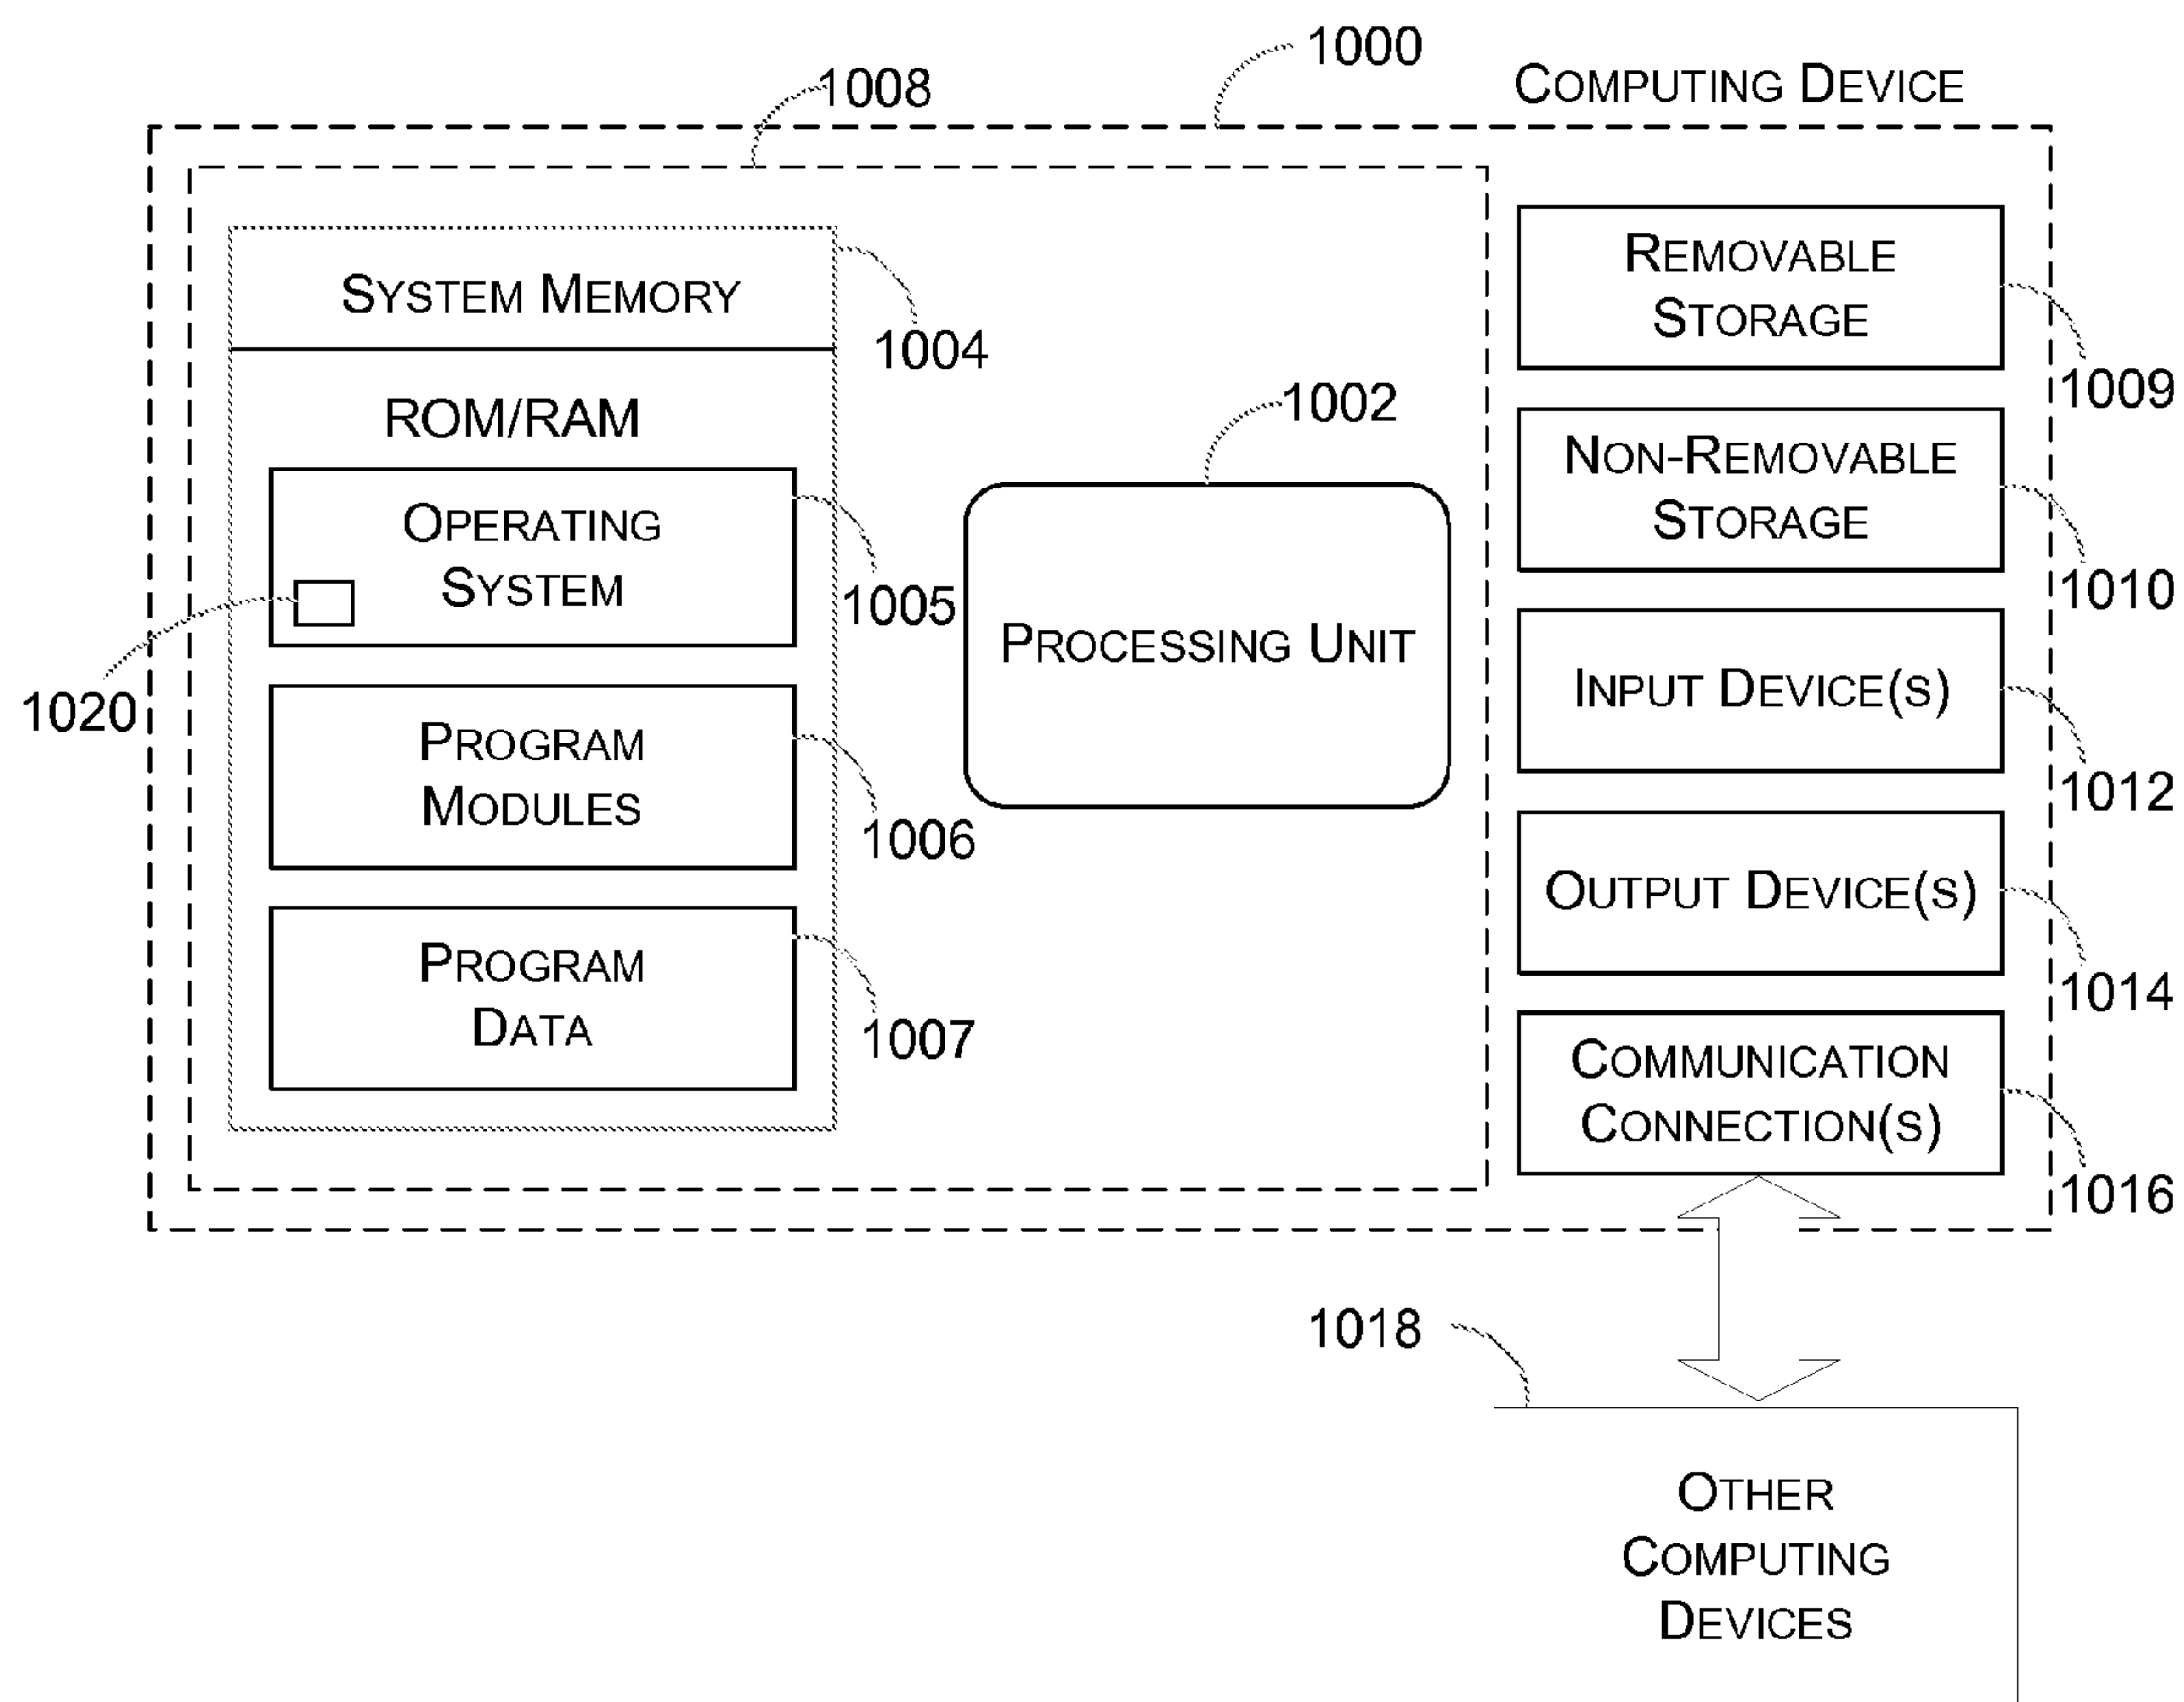 1000
1008
COMPUTING DEVICE
SYSTEM MEMORY
1004
ROM/RAM
OPERATING
SYSTEM
1005
1020
PROGRAM
MODULES
1006
PROGRAM
DATA
1007
1002
PROCESSING UNIT
REMOVABLE
STORAGE
1009
NON-REMOVABLE
STORAGE
1010
INPUT DEVICE(S)
1012
OUTPUT DEVICE(S)
1014
COMMUNICATION
CONNECTION(S)
1016
1018
OTHER
COMPUTING
DEVICES